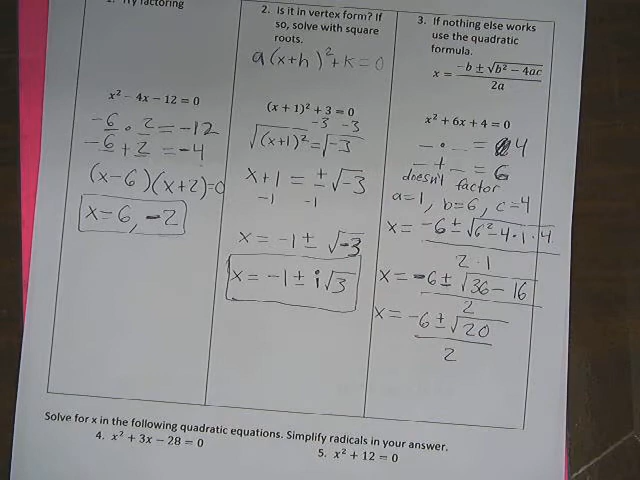 1. Try factoring
x² − 4x − 12 = 0
-6 · 2 = -12
-6 + 2 = -4
(x-6)(x+2)=0
x=6, -2
2. Is it in vertex form? If
so, solve with square
roots.
a(x+h)²+k=0
(x + 1)² + 3 = 0
-3 -3
√(x+1)² = √-3
x+1 = ±√-3
-1 -1
x = -1 ± √-3
x = -1 ± i√3
3. If nothing else works
use the quadratic
formula.
x = (−b ± √b² − 4ac) / 2a
x² + 6x + 4 = 0
_ · _ = 4
_ + _ = 6
doesn't factor
a=1, b=6, c=4
x = (-6 ± √6²-4·1·4) / 2·1
x = (-6 ± √36-16) / 2
x = (-6 ± √20) / 2
Solve for x in the following quadratic equations. Simplify radicals in your answer.
4. x² + 3x − 28 = 0
5. x² + 12 = 0